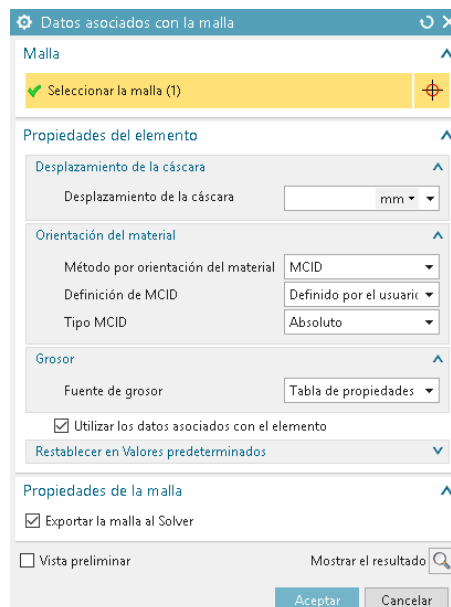 Datos asociados con la malla
Malla
Seleccionar la malla (1)
Propiedades del elemento
Desplazamiento de la cáscara
Desplazamiento de la cáscara mm
Orientación del material
Método por orientación del material MCID
Definición de MCID Definido por el usuaric
Tipo MCID Absoluto
Grosor
Fuente de grosor Tabla de propiedades
Utilizar los datos asociados con el elemento
Restablecer en Valores predeterminados
Propiedades de la malla
Exportar la malla al Solver
Vista preliminar Mostrar el resultado
Aceptar Cancelar